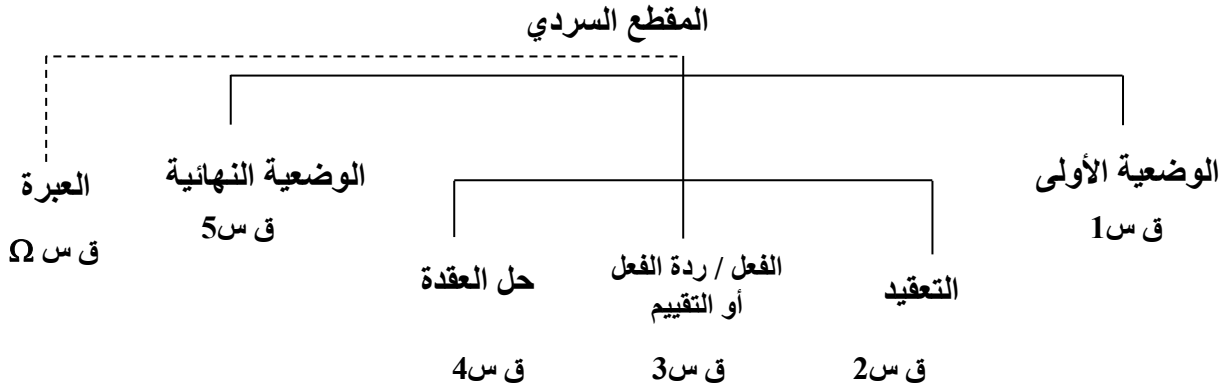 المقطع السردي
الوضعية الأولى
ق س1
الوضعية النهائية
ق س5
العبرة
ق س Ω
التعقيد
ق س2
الفعل / ردة الفعل
أو التقييم
ق س3
حل العقدة
ق س4